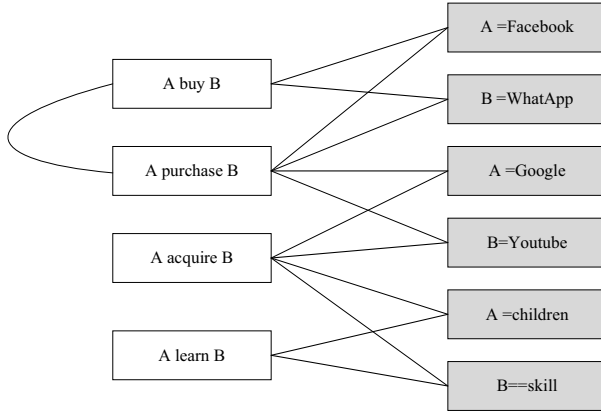 A buy B
A purchase B
A acquire B
A learn B
A =Facebook
B =WhatApp
A =Google
B=Youtube
A =children
B==skill